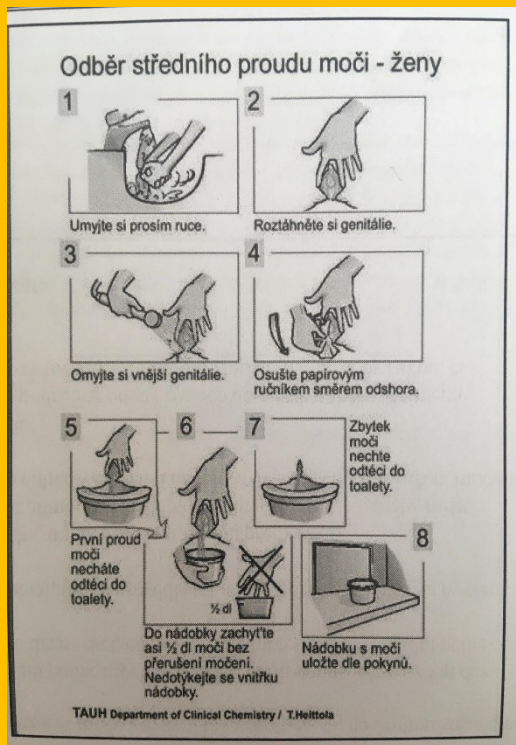 Odběr středního proudu moči - ženy
1
2
Umyjte si prosím ruce.
Roztáhněte si genitálie.
3
4
Omyjte si vnější genitálie.
Osušte papírovým
ručníkem směrem odshora.
5
6
7
Zbytek
moči
nechte
odtéci do
toalety.
První proud
moči
necháte
odtéci do
toalety.
8
½ dl
Do nádobky zachyťte
asi ½ dl moči bez
přerušení močení.
Nedotýkejte se vnitřku
nádobky.
Nádobku s močí
uložte dle pokynů.
TAUH Department of Clinical Chemistry / T.Heittola